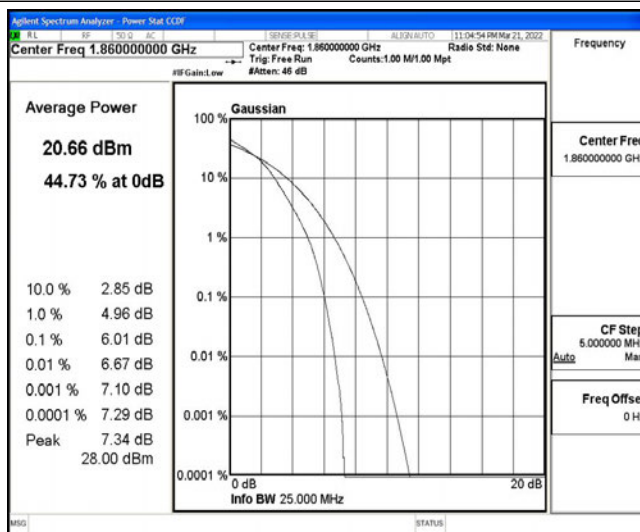 Agilent Spectrum Analyzer - Power Stat CCDF
RL RF 50 Ω AC SENSE:PULSE ALIGN AUTO 11:04:54 PM Mar 21, 2022
Center Freq 1.860000000 GHz
Center Freq: 1.860000000 GHz Radio Std: None
Trig: Free Run Counts:1.00 M/1.00 Mpt
#IFGain:Low #Atten: 46 dB
Frequency
Average Power
20.66 dBm
44.73 % at 0dB
10.0 % 2.85 dB
1.0 % 4.96 dB
0.1 % 6.01 dB
0.01 % 6.67 dB
0.001 % 7.10 dB
0.0001 % 7.29 dB
Peak 7.34 dB
28.00 dBm
Gaussian
100 %
10 %
1 %
0.1 %
0.01 %
0.001 %
0.0001 %
0 dB 20 dB
Info BW 25.000 MHz
Center Fre
1.860000000 GH
CF Step
5.000000 MH
Auto Ma
Freq Offse
0 H
MSG STATUS